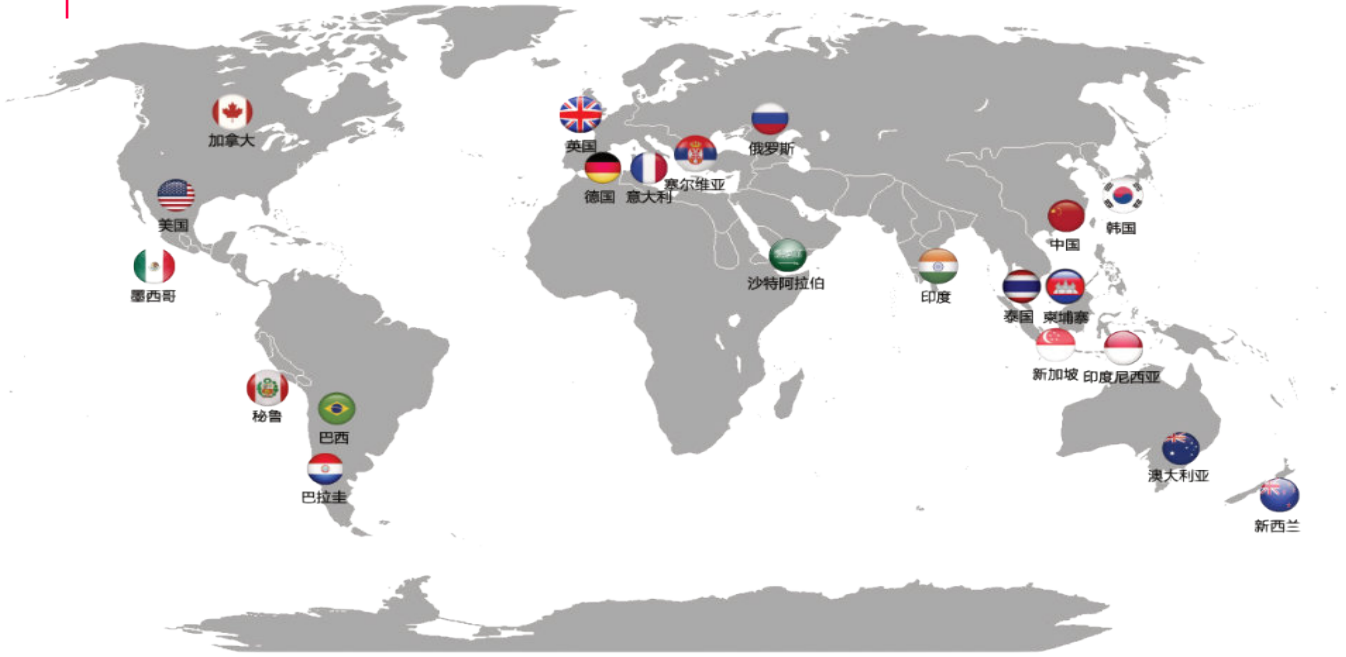 加拿大
英国
俄罗斯
德国
意大利
塞尔维亚
美国
韩国
中国
墨西哥
沙特阿拉伯
印度
泰国
柬埔寨
新加坡
印度尼西亚
秘鲁
巴西
澳大利亚
巴拉圭
新西兰